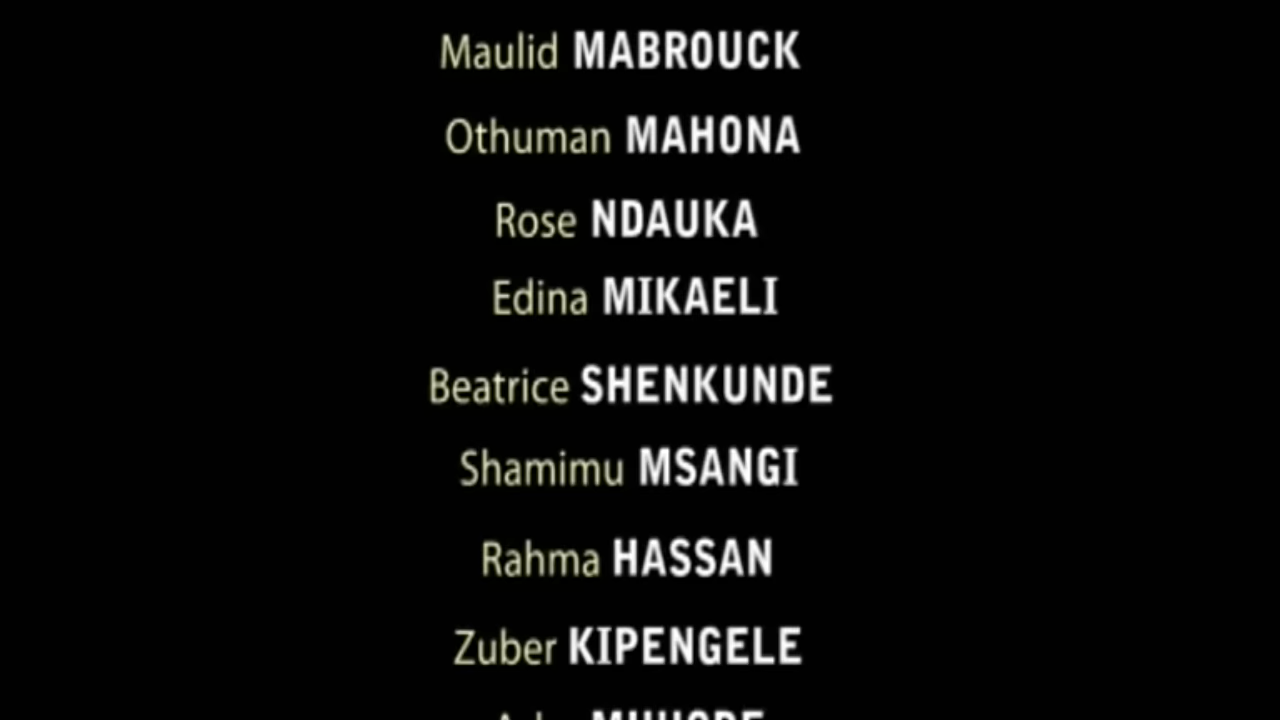 Maulid MABROUCK
Othuman MAHONA
Rose NDAUKA
Edina MIKAELI
Beatrice SHENKUNDE
Shamimu MSANGI
Rahma HASSAN
Zuber KIPENGELE